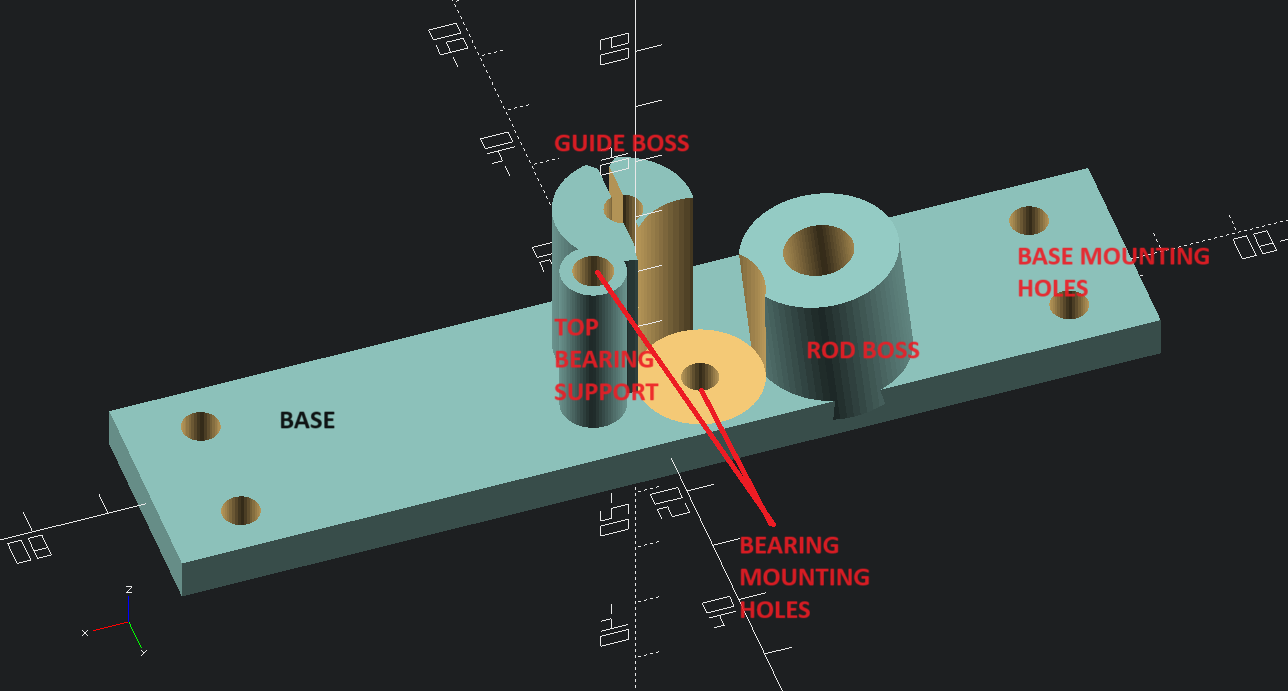 GUIDE BOSS
BASE MOUNTING
HOLES
TOP
BEARING
SUPPORT
ROD BOSS
BASE
BEARING
MOUNTING
HOLES
z
x
y